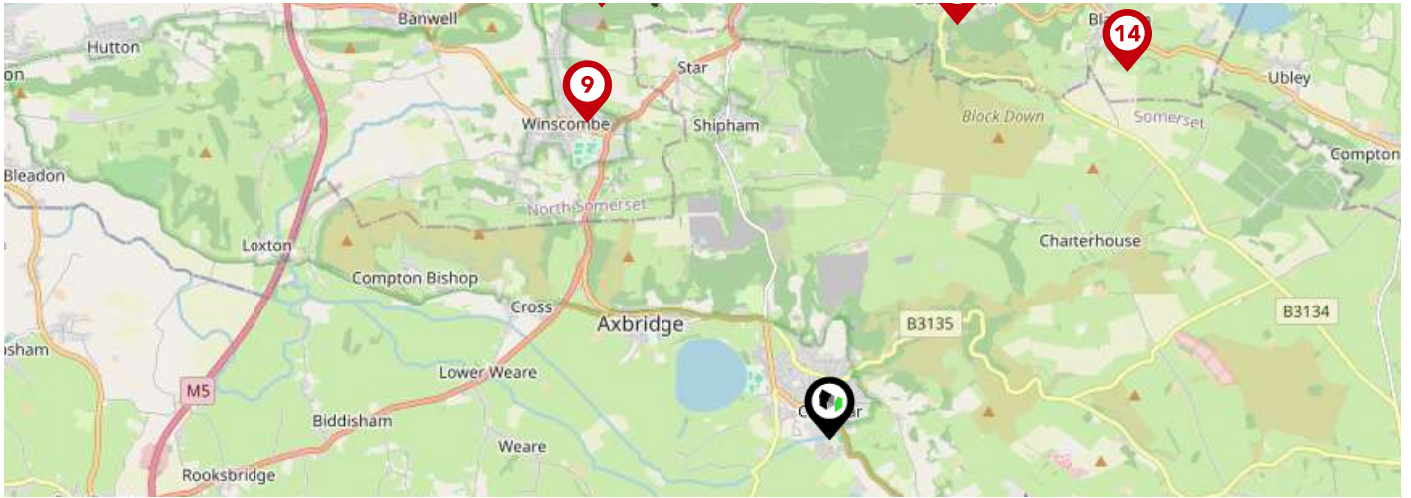 Banwell
Hutton
14
Star
Ubley
9
Block Down
Winscombe
Shipham
Somerset
Compton
Bleadon
North Somerset
Loxton
Charterhouse
Compton Bishop
Cross
Axbridge
B3135
B3134
Lower Weare
M5
Biddisham
Weare
Rooksbridge